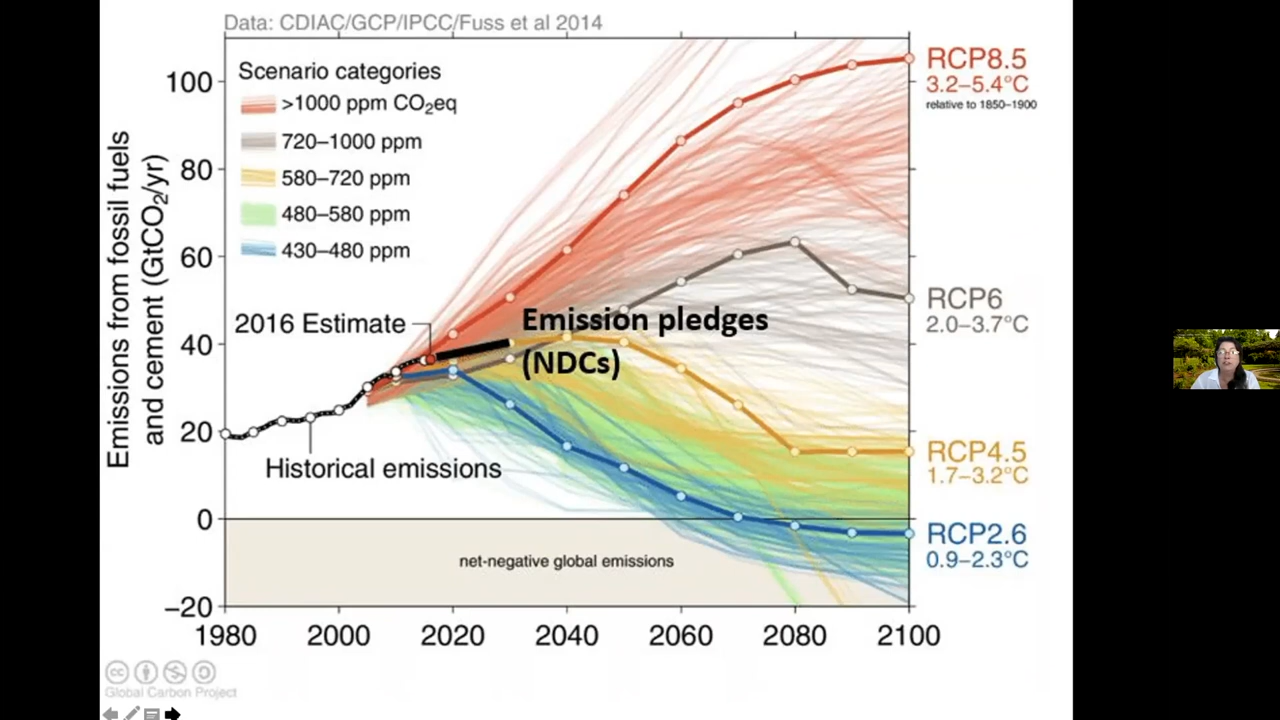 Data: CDIAC/GCP/IPCC/Fuss et al 2014
Emissions from fossil fuels
and cement (GtCO₂/yr)
100
80
60
40
20
0
−20
Scenario categories
>1000 ppm CO₂eq
720–1000 ppm
580–720 ppm
480–580 ppm
430–480 ppm
2016 Estimate
Emission pledges
(NDCs)
Historical emissions
net-negative global emissions
RCP8.5
3.2–5.4°C
relative to 1850–1900
RCP6
2.0–3.7°C
RCP4.5
1.7–3.2°C
RCP2.6
0.9–2.3°C
1980 2000 2020 2040 2060 2080 2100
cc
Global Carbon Project